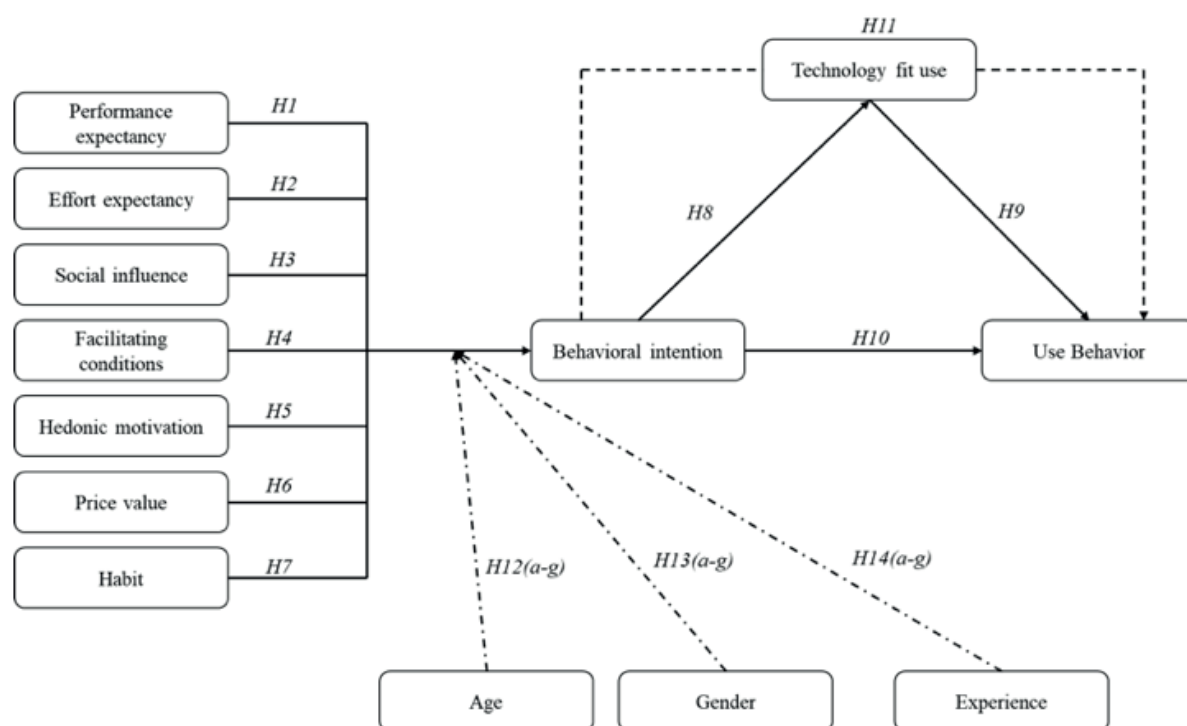 H11
Technology fit use
Performance
expectancy
H1
Effort expectancy
H2
Social influence
H3
H8
H9
Facilitating
conditions
H4
Behavioral intention
H10
Use Behavior
Hedonic motivation
H5
Price value
H6
Habit
H7
H12(a-g)
H13(a-g)
H14(a-g)
Age
Gender
Experience